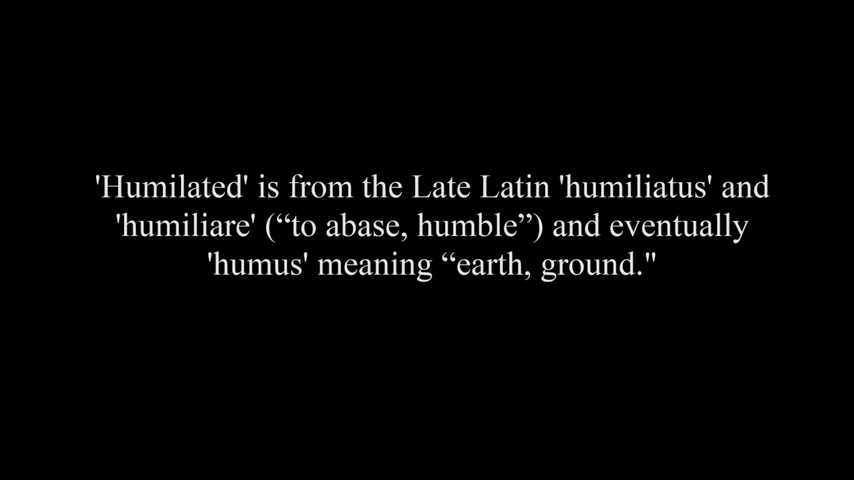 'Humilated' is from the Late Latin 'humiliatus' and
'humiliare' (“to abase, humble”) and eventually
'humus' meaning “earth, ground."